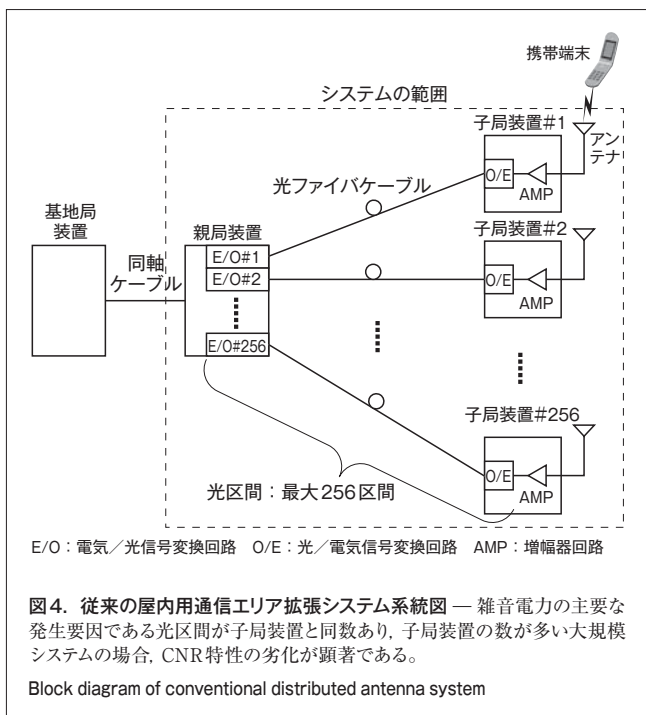 携帯端末
システムの範囲
子局装置#1
アン
テナ
O/E
AMP
光ファイバケーブル
基地局
装置
親局装置
子局装置#2
同軸
ケーブル
E/O#1
E/O#2
O/E
AMP
E/O#256
子局装置#256
O/E
AMP
光区間:最大256区間
E/O:電気/光信号変換回路 O/E:光/電気信号変換回路 AMP:増幅器回路
図4. 従来の屋内用通信エリア拡張システム系統図 — 雑音電力の主要な
発生要因である光区間が子局装置と同数あり,子局装置の数が多い大規模
システムの場合,CNR特性の劣化が顕著である。
Block diagram of conventional distributed antenna system